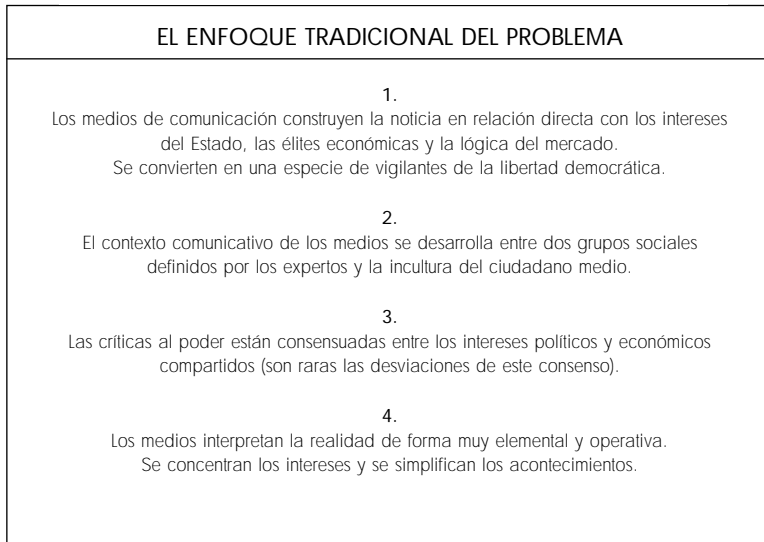 EL ENFOQUE TRADICIONAL DEL PROBLEMA
1.
Los medios de comunicación construyen la noticia en relación directa con los intereses
del Estado, las élites económicas y la lógica del mercado.
Se convierten en una especie de vigilantes de la libertad democrática.
2.
El contexto comunicativo de los medios se desarrolla entre dos grupos sociales
definidos por los expertos y la incultura del ciudadano medio.
3.
Las críticas al poder están consensuadas entre los intereses políticos y económicos
compartidos (son raras las desviaciones de este consenso).
4.
Los medios interpretan la realidad de forma muy elemental y operativa.
Se concentran los intereses y se simplifican los acontecimientos.